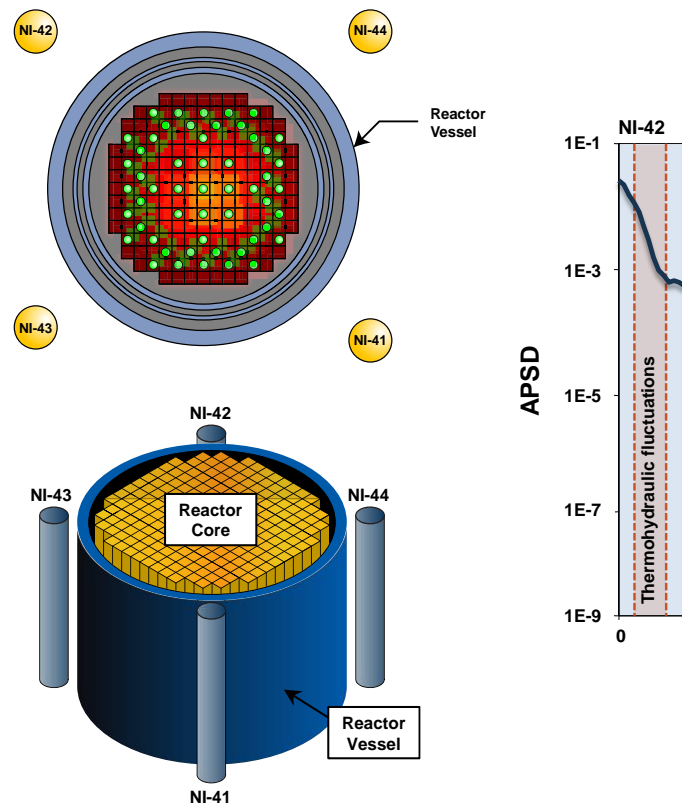 NI-42
NI-44
Reactor
Vessel
NI-43
NI-41
NI-42
NI-43
NI-44
Reactor
Core
Reactor
Vessel
NI-41
NI-42
1E-1
1E-3
1E-5
1E-7
1E-9
APSD
Thermohydraulic fluctuations
0